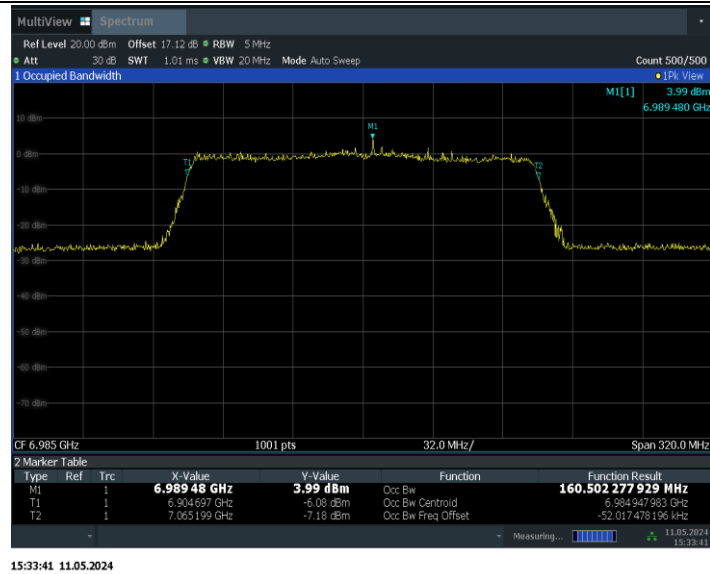 MultiView Spectrum
Ref Level 20.00 dBm Offset 17.12 dB RBW 5 MHz
Att 30 dB SWT 1.01 ms VBW 20 MHz Mode Auto Sweep Count 500/500
1 Occupied Bandwidth 1Pk View
M1[1] 3.99 dBm
6.989 480 GHz
10 dBm
M1
0 dBm
T1 T2
-10 dBm
-20 dBm
-30 dBm
-40 dBm
-50 dBm
-60 dBm
-70 dBm
CF 6.985 GHz 1001 pts 32.0 MHz/ Span 320.0 MHz
2 Marker Table
Type Ref Trc X-Value Y-Value Function Function Result
M1 1 6.989 48 GHz 3.99 dBm Occ Bw 160.502 277 929 MHz
T1 1 6.904 697 GHz -6.08 dBm Occ Bw Centroid 6.984 947 983 GHz
T2 1 7.065 199 GHz -7.18 dBm Occ Bw Freq Offset -52.017 478 196 kHz
Measuring... 11.05.2024
15:33:41
15:33:41 11.05.2024